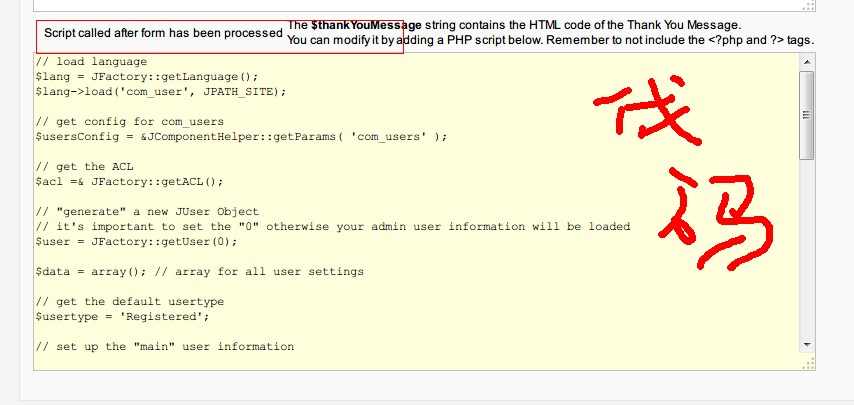 The $thankYouMessage string contains the HTML code of the Thank You Message.
Script called after form has been processed
You can modify it by adding a PHP script below. Remember to not include the <?php and ?> tags.
// load language
$lang = JFactory::getLanguage();
$lang->load('com_user', JPATH_SITE);
// get config for com_users
$usersConfig = &JComponentHelper::getParams( 'com_users' );
// get the ACL
$acl =& JFactory::getACL();
// "generate" a new JUser Object
// it's important to set the "0" otherwise your admin user information will be loaded
$user = JFactory::getUser(0);
$data = array(); // array for all user settings
// get the default usertype
$usertype = 'Registered';
// set up the "main" user information
代
码